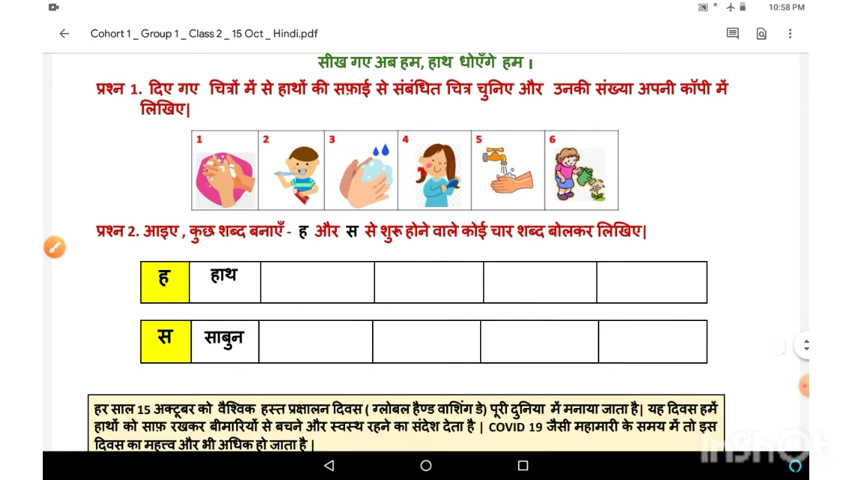 10:58 PM
Cohort 1 _ Group 1 _ Class 2 _ 15 Oct _ Hindi.pdf
सीख गए अब हम, हाथ धोएँगे हम ।
प्रश्न 1. दिए गए चित्रों में से हाथों की सफ़ाई से संबंधित चित्र चुनिए और उनकी संख्या अपनी कॉपी में
लिखिए|
1 2 3 4 5 6
प्रश्न 2. आइए , कुछ शब्द बनाएँ - ह और स से शुरू होने वाले कोई चार शब्द बोलकर लिखिए|
ह हाथ
स साबुन
हर साल 15 अक्टूबर को वैश्विक हस्त प्रक्षालन दिवस ( ग्लोबल हैण्ड वाशिंग डे) पूरी दुनिया में मनाया जाता है| यह दिवस हमें
हाथों को साफ़ रखकर बीमारियों से बचने और स्वस्थ रहने का संदेश देता है | COVID 19 जैसी महामारी के समय में तो इस
दिवस का महत्त्व और भी अधिक हो जाता है |
wondershare